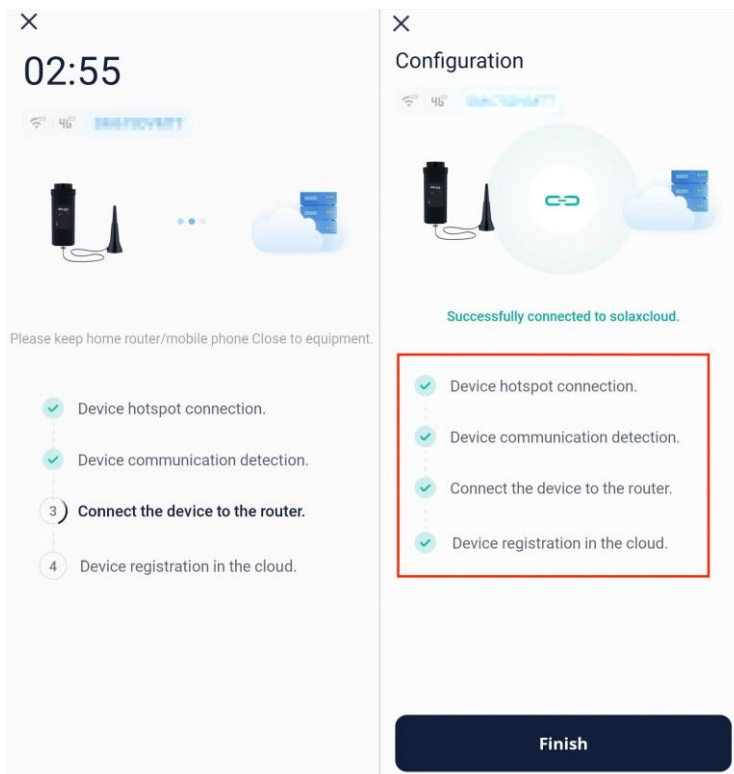 02:55
4G
Please keep home router/mobile phone Close to equipment.
Device hotspot connection.
Device communication detection.
3
Connect the device to the router.
4
Device registration in the cloud.
Configuration
4G
Successfully connected to solaxcloud.
Device hotspot connection.
Device communication detection.
Connect the device to the router.
Device registration in the cloud.
Finish